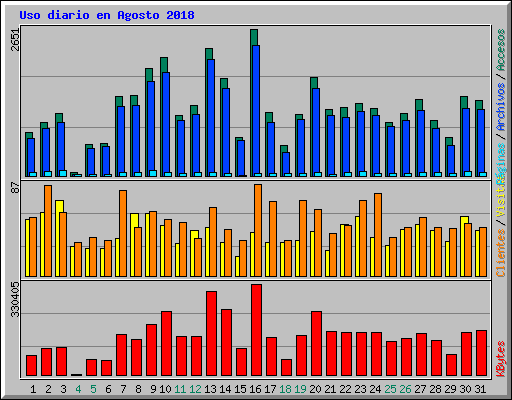 Uso diario en Agosto 2018
2651
87
330405
Clientes / Visitas
Páginas / Archivos / Accesos
KBytes
1 2 3 4 5 6 7 8 9 10 11 12 13 14 15 16 17 18 19 20 21 22 23 24 25 26 27 28 29 30 31